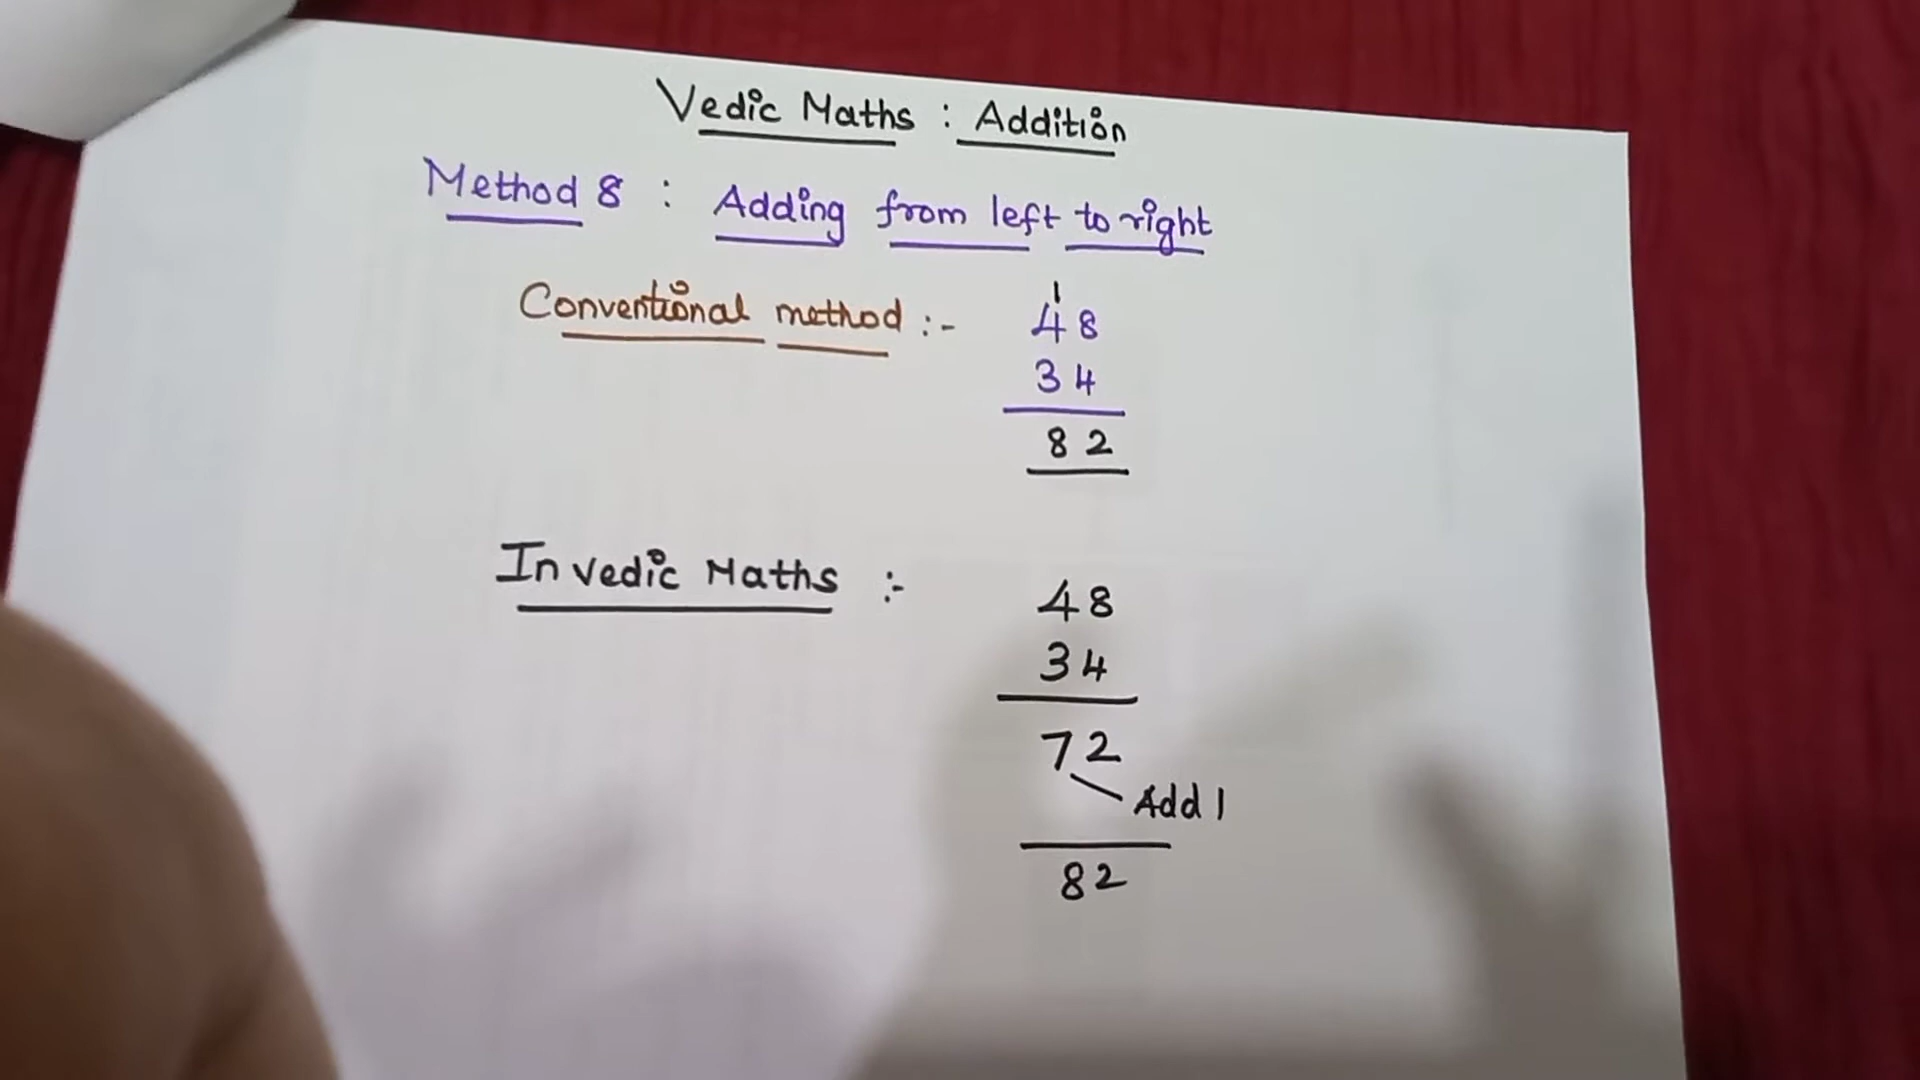 Vedic Maths : Addition
Method 8 : Adding from left to right
1
Conventional method :- 48
34
82
In vedic Maths :- 48
34
72
Add 1
82